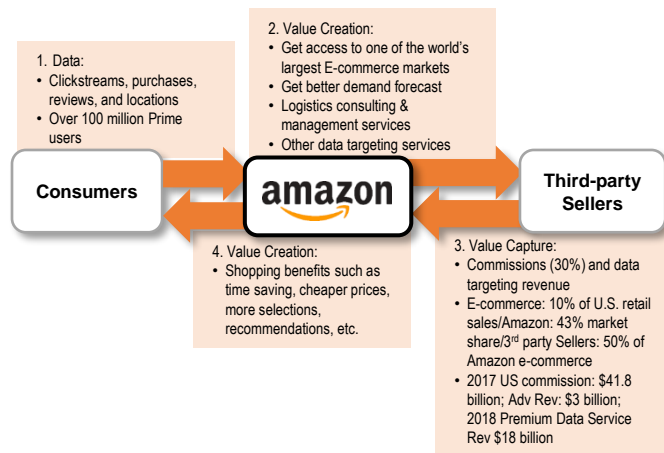 1. Data:
• Clickstreams, purchases,
reviews, and locations
• Over 100 million Prime
users
2. Value Creation:
• Get access to one of the world's
largest E-commerce markets
• Get better demand forecast
• Logistics consulting &
management services
• Other data targeting services
Consumers
amazon
Third-party
Sellers
4. Value Creation:
• Shopping benefits such as
time saving, cheaper prices,
more selections,
recommendations, etc.
3. Value Capture:
• Commissions (30%) and data
targeting revenue
• E-commerce: 10% of U.S. retail
sales/Amazon: 43% market
share/3rd party Sellers: 50% of
Amazon e-commerce
• 2017 US commission: $41.8
billion; Adv Rev: $3 billion;
2018 Premium Data Service
Rev $18 billion